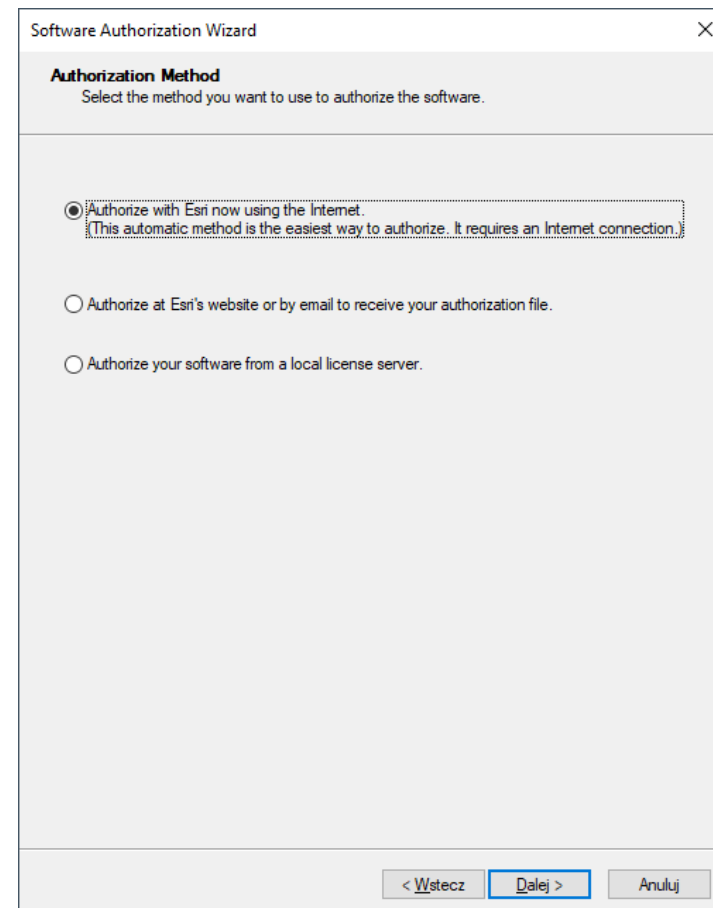 Software Authorization Wizard
Authorization Method
Select the method you want to use to authorize the software.
Authorize with Esri now using the Internet.
(This automatic method is the easiest way to authorize. It requires an Internet connection.)
Authorize at Esri's website or by email to receive your authorization file.
Authorize your software from a local license server.
< Wstecz Dalej > Anuluj